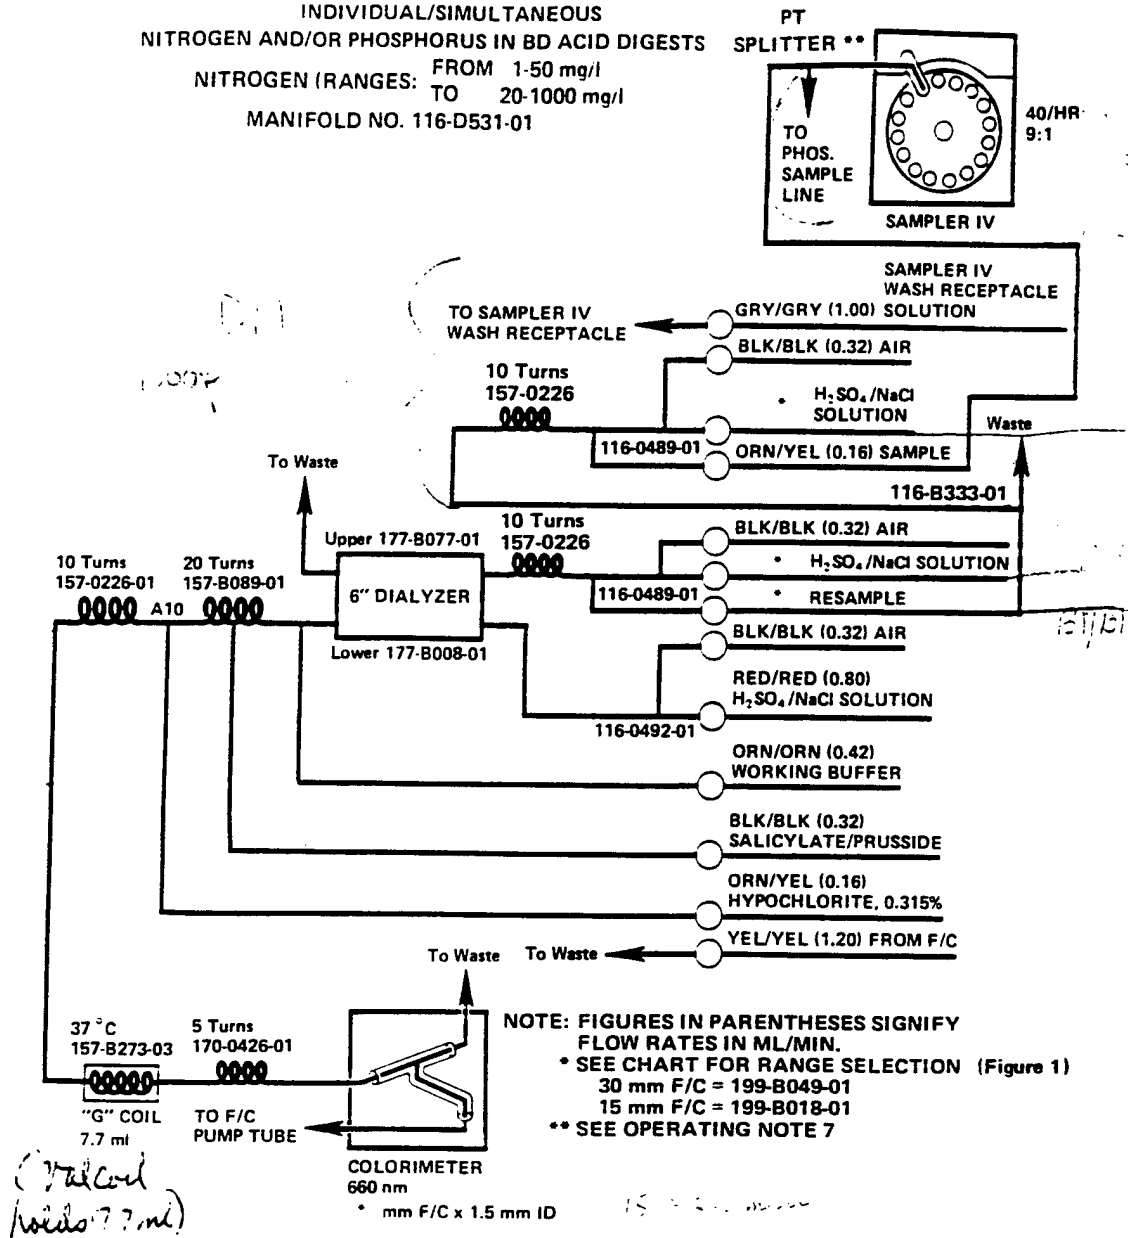 INDIVIDUAL/SIMULTANEOUS
NITROGEN AND/OR PHOSPHORUS IN BD ACID DIGESTS
NITROGEN (RANGES: FROM 1-50 mg/l
TO 20-1000 mg/l
MANIFOLD NO. 116-D531-01
PT
SPLITTER **
TO
PHOS.
SAMPLE
LINE
40/HR
9:1
SAMPLER IV
SAMPLER IV
WASH RECEPTACLE
GRY/GRY (1.00) SOLUTION
TO SAMPLER IV
WASH RECEPTACLE
BLK/BLK (0.32) AIR
10 Turns
157-0226
* H₂SO₄/NaCl
SOLUTION
Waste
116-0489-01
ORN/YEL (0.16) SAMPLE
116-B333-01
To Waste
10 Turns
157-0226
BLK/BLK (0.32) AIR
Upper 177-B077-01
* H₂SO₄/NaCl SOLUTION
10 Turns
157-0226-01
20 Turns
157-B089-01
6" DIALYZER
116-0489-01
* RESAMPLE
A10
BLK/BLK (0.32) AIR
Lower 177-B008-01
RED/RED (0.80)
H₂SO₄/NaCl SOLUTION
116-0492-01
ORN/ORN (0.42)
WORKING BUFFER
BLK/BLK (0.32)
SALICYLATE/PRUSSIDE
ORN/YEL (0.16)
HYPOCHLORITE, 0.315%
YEL/YEL (1.20) FROM F/C
To Waste
To Waste
37 °C
157-B273-03
5 Turns
170-0426-01
"G" COIL
7.7 ml
TO F/C
PUMP TUBE
COLORIMETER
660 nm
* mm F/C x 1.5 mm ID
NOTE: FIGURES IN PARENTHESES SIGNIFY
FLOW RATES IN ML/MIN.
* SEE CHART FOR RANGE SELECTION (Figure 1)
30 mm F/C = 199-B049-01
15 mm F/C = 199-B018-01
** SEE OPERATING NOTE 7
holds 7.7 ml)